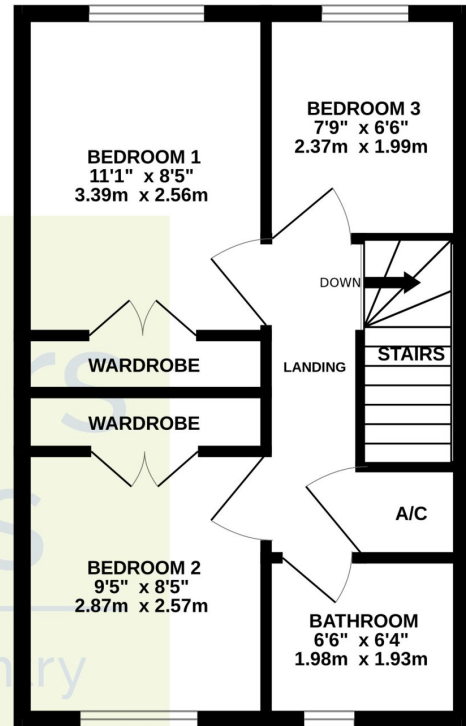 BEDROOM 1
11'1" x 8'5"
3.39m x 2.56m
BEDROOM 3
7'9" x 6'6"
2.37m x 1.99m
DOWN
WARDROBE
LANDING
STAIRS
WARDROBE
A/C
BEDROOM 2
9'5" x 8'5"
2.87m x 2.57m
BATHROOM
6'6" x 6'4"
1.98m x 1.93m